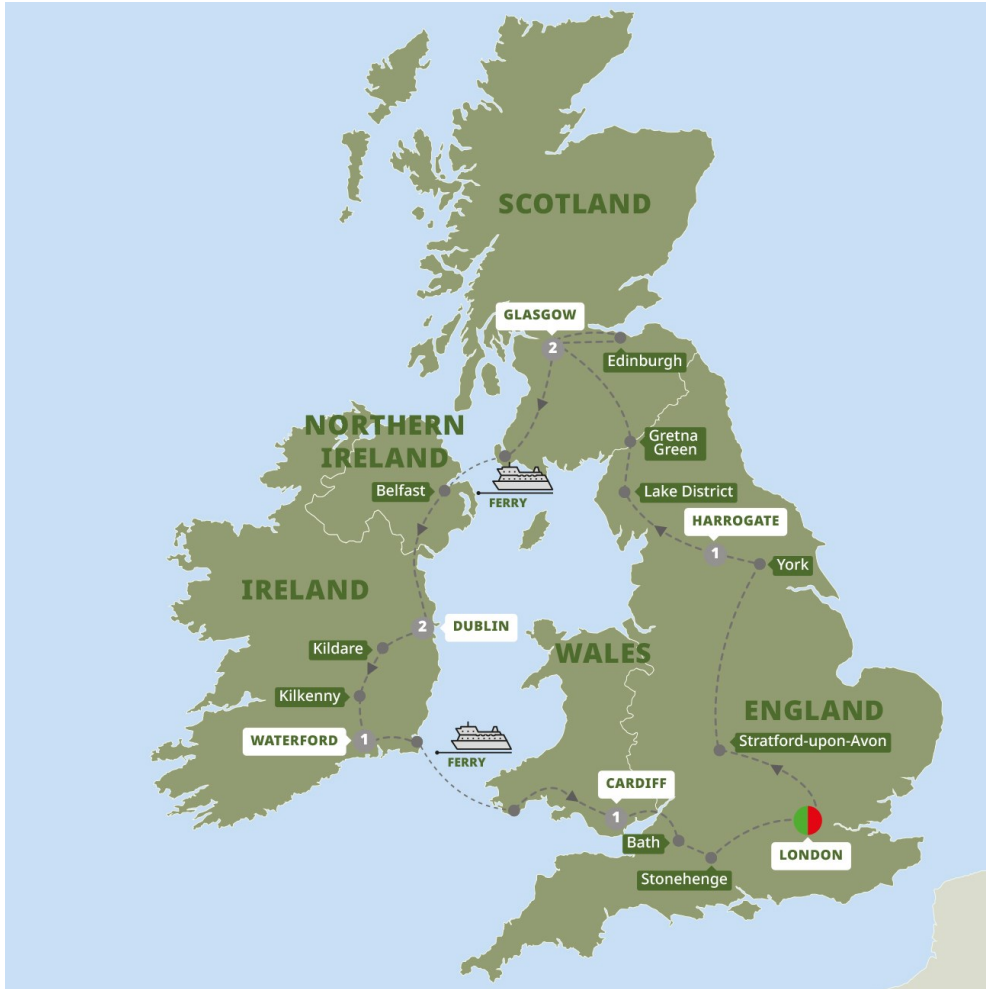 SCOTLAND
GLASGOW
2
Edinburgh
NORTHERN
IRELAND
Gretna
Green
Belfast
FERRY
Lake District
HARROGATE
1
York
IRELAND
2
DUBLIN
Kildare
WALES
Kilkenny
ENGLAND
WATERFORD
1
Stratford-upon-Avon
FERRY
CARDIFF
1
Bath
LONDON
Stonehenge